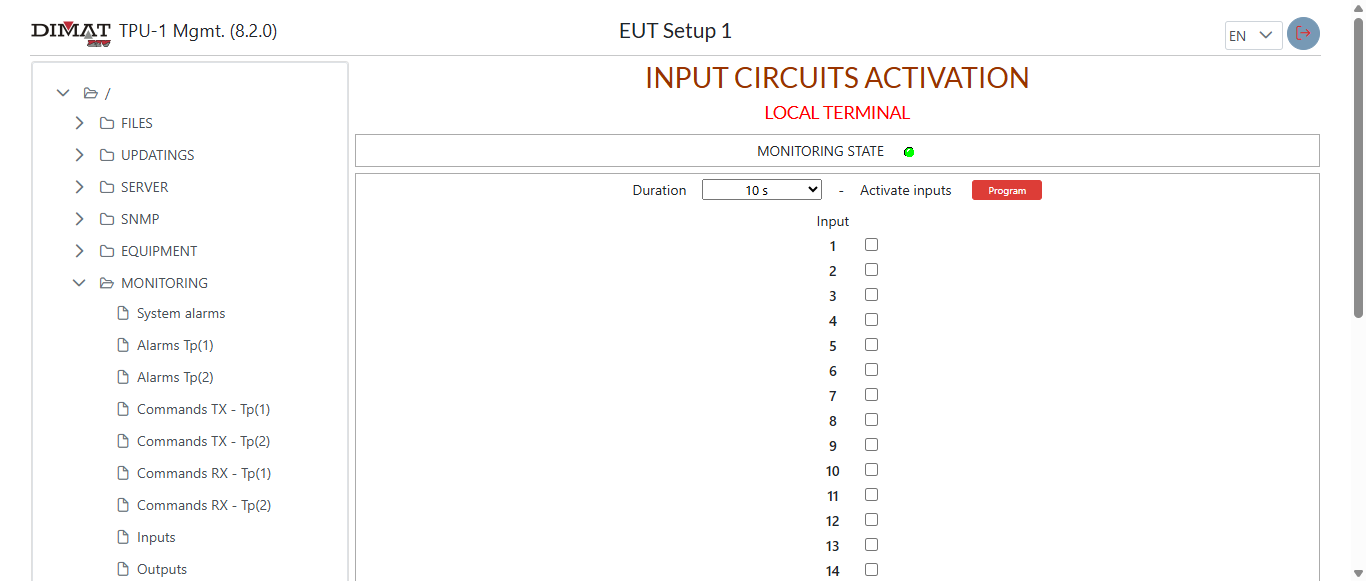 DIMAT TPU-1 Mgmt. (8.2.0)
EUT Setup 1
EN
/
FILES
UPDATINGS
SERVER
SNMP
EQUIPMENT
MONITORING
System alarms
Alarms Tp(1)
Alarms Tp(2)
Commands TX - Tp(1)
Commands TX - Tp(2)
Commands RX - Tp(1)
Commands RX - Tp(2)
Inputs
Outputs
INPUT CIRCUITS ACTIVATION
LOCAL TERMINAL
MONITORING STATE
Duration 10 s - Activate inputs Program
Input
1
2
3
4
5
6
7
8
9
10
11
12
13
14